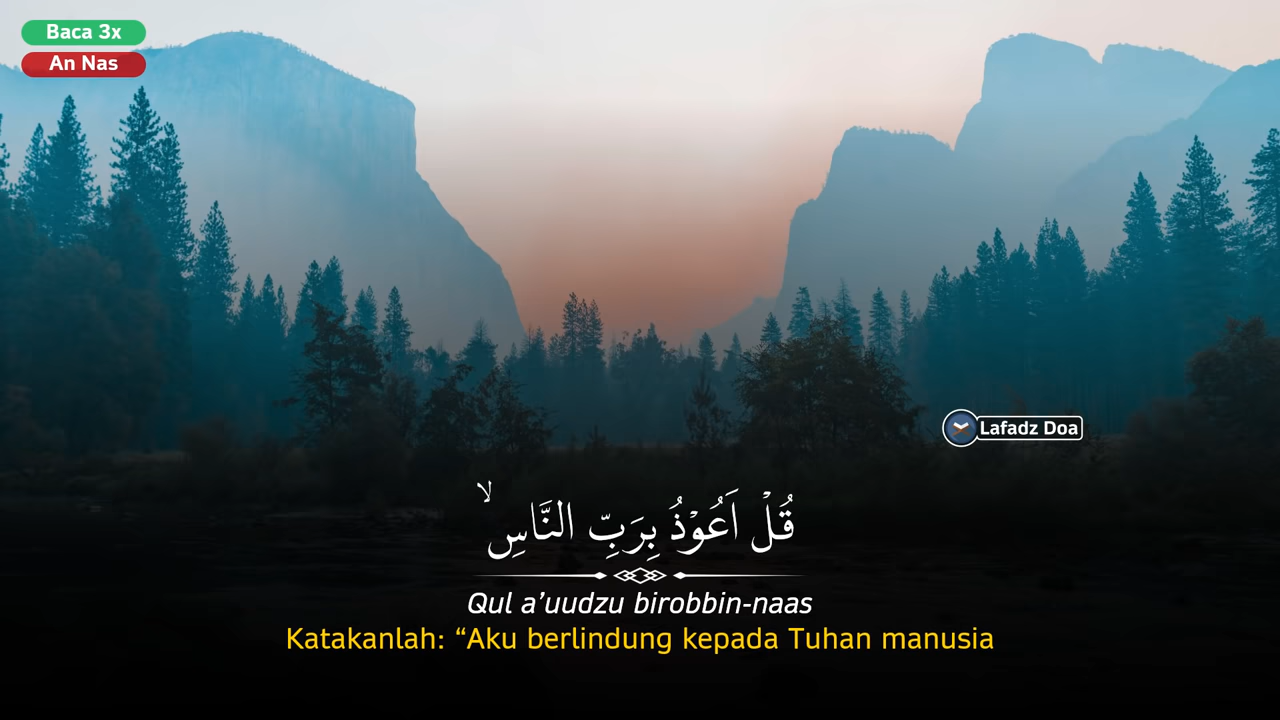 Baca 3x
An Nas
Lafadz Doa
قُلْ اَعُوْذُ بِرَبِّ النَّاسِۙ
Qul a’uudzu birobbin-naas
Katakanlah: “Aku berlindung kepada Tuhan manusia